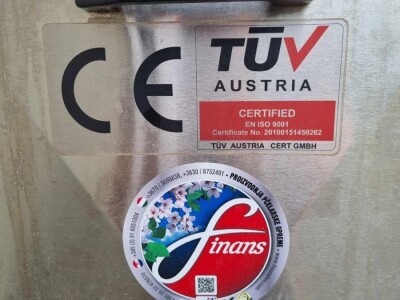 CE
TÜV
AUSTRIA
CERTIFIED
EN ISO 9001
Certificate No. 20100151450262
TÜV AUSTRIA CERT GMBH
PROIZVODNJA PČELARSKE OPREME
finans